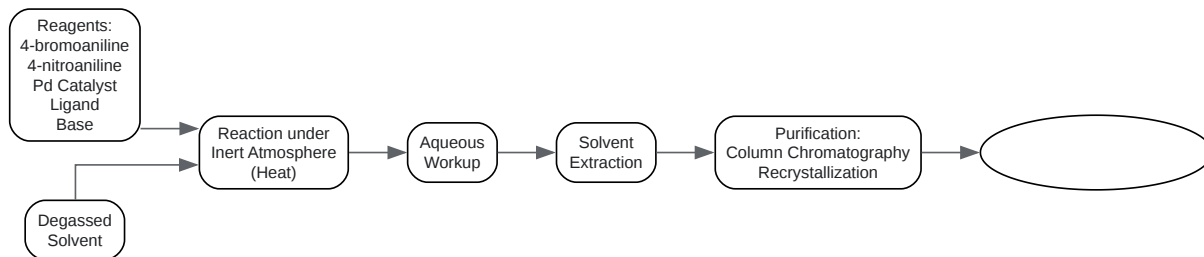 Reagents:
4-bromoaniline
4-nitroaniline
Pd Catalyst
Ligand
Base
Degassed
Solvent
Reaction under
Inert Atmosphere
(Heat)
Aqueous
Workup
Solvent
Extraction
Purification:
Column Chromatography
Recrystallization